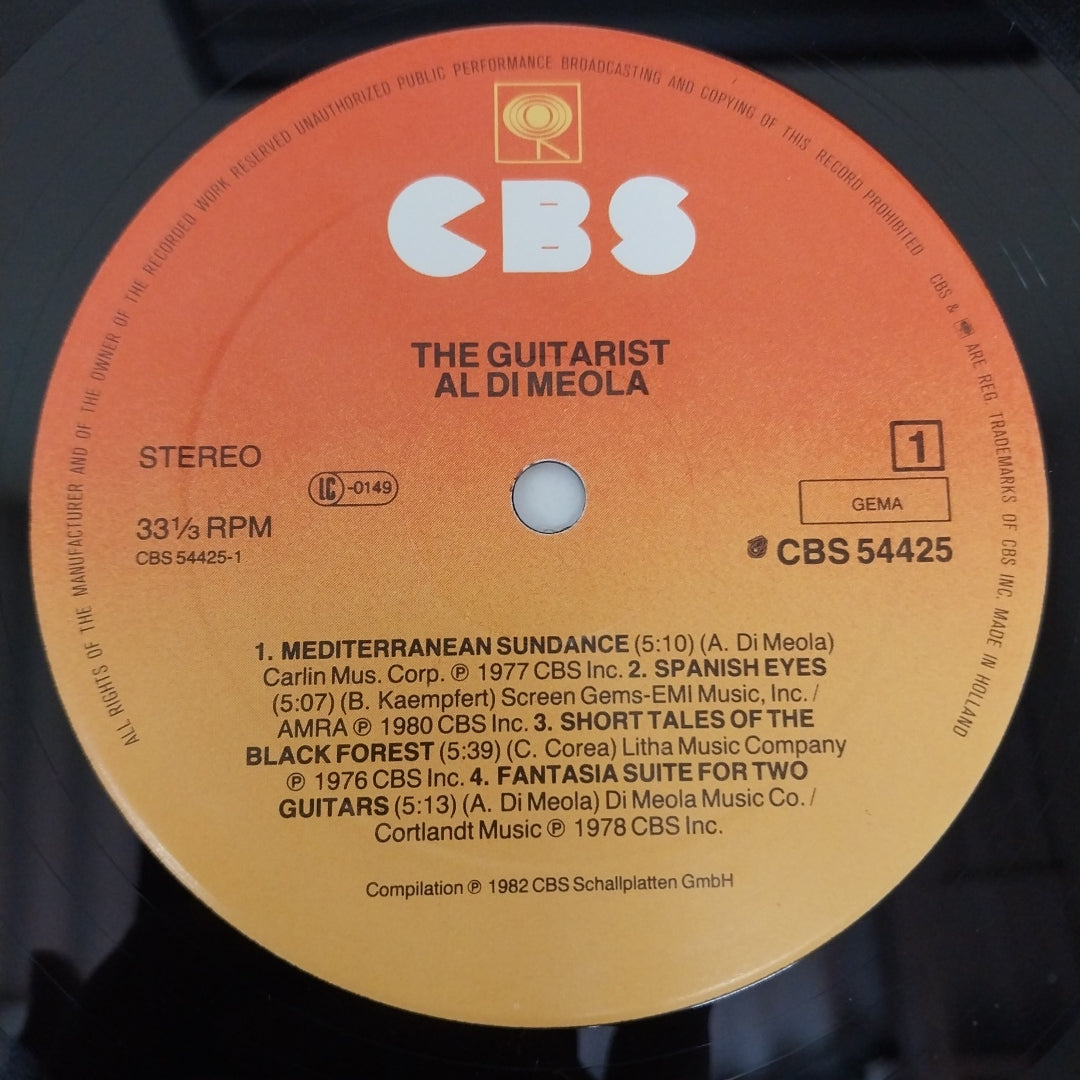 ALL RIGHTS OF THE MANUFACTURER AND OF THE OWNER OF THE RECORDED WORK RESERVED UNAUTHORIZED PUBLIC PERFORMANCE BROADCASTING AND COPYING OF THIS RECORD PROHIBITED CBS & ARE REG. TRADEMARKS OF CBS INC. MADE IN HOLLAND
CBS
THE GUITARIST
AL DI MEOLA
STEREO
LC-0149
33⅓ RPM
CBS 54425-1
1
GEMA
CBS 54425
1. MEDITERRANEAN SUNDANCE (5:10) (A. Di Meola)
Carlin Mus. Corp. ℗ 1977 CBS Inc. 2. SPANISH EYES
(5:07) (B. Kaempfert) Screen Gems-EMI Music, Inc. /
AMRA ℗ 1980 CBS Inc. 3. SHORT TALES OF THE
BLACK FOREST (5:39) (C. Corea) Litha Music Company
℗ 1976 CBS Inc. 4. FANTASIA SUITE FOR TWO
GUITARS (5:13) (A. Di Meola) Di Meola Music Co. /
Cortlandt Music ℗ 1978 CBS Inc.
Compilation ℗ 1982 CBS Schallplatten GmbH